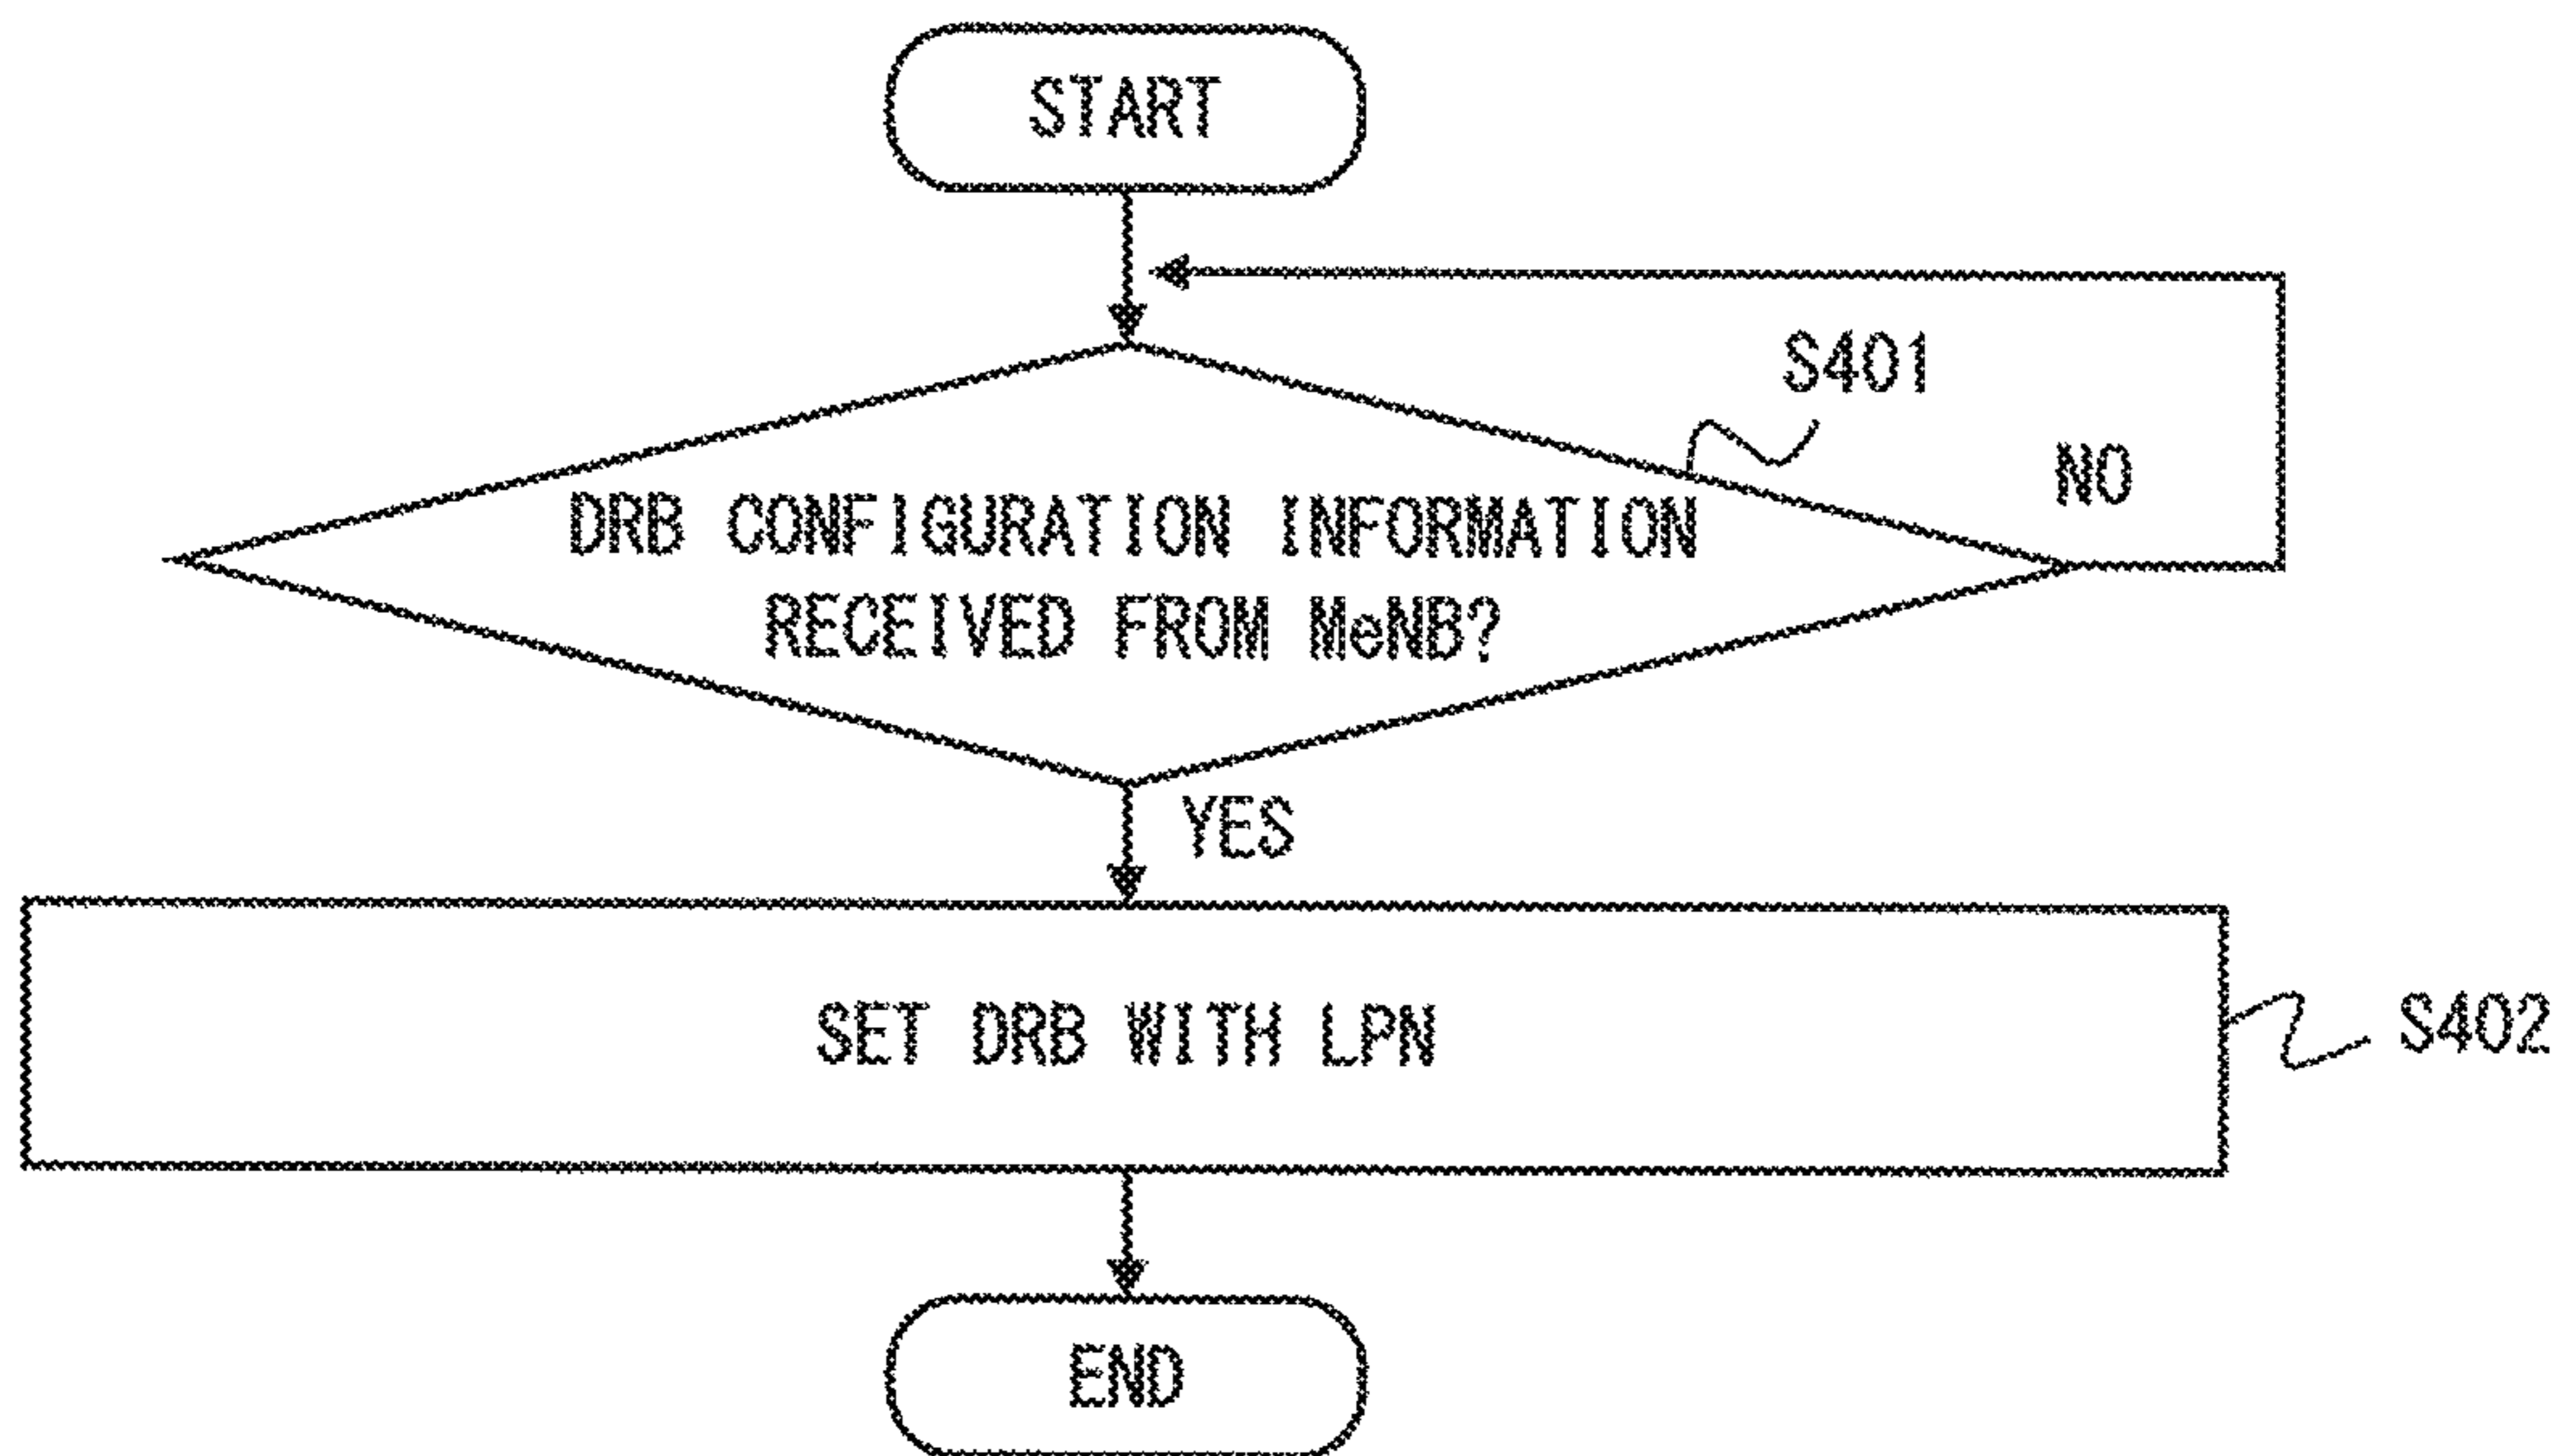 START
S401
NO
DRB CONFIGURATION INFORMATION
RECEIVED FROM MeNB?
YES
SET DRB WITH LPN
S402
END